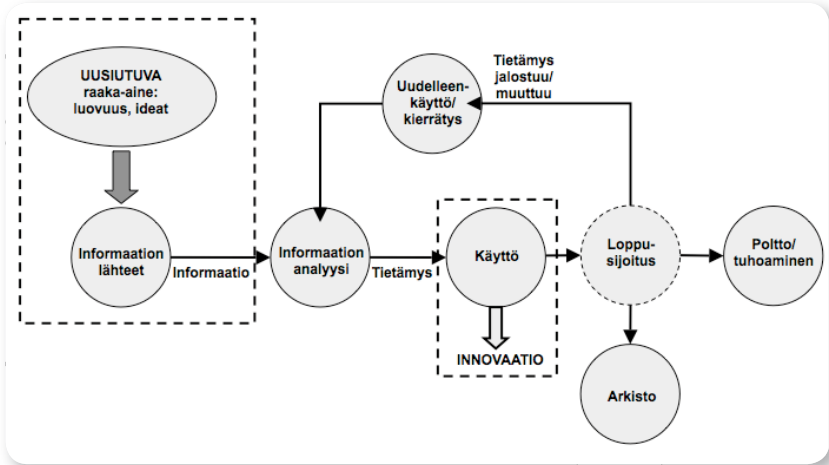 UUSIUTUVA
raaka-aine:
luovuus, ideat
Informaation
lähteet
Informaatio
Informaation
analyysi
Tietämys
Uudelleen-
käyttö/
kierrätys
Tietämys
jalostuu/
muuttuu
Käyttö
INNOVAATIO
Loppu-
sijoitus
Poltto/
tuhoaminen
Arkisto